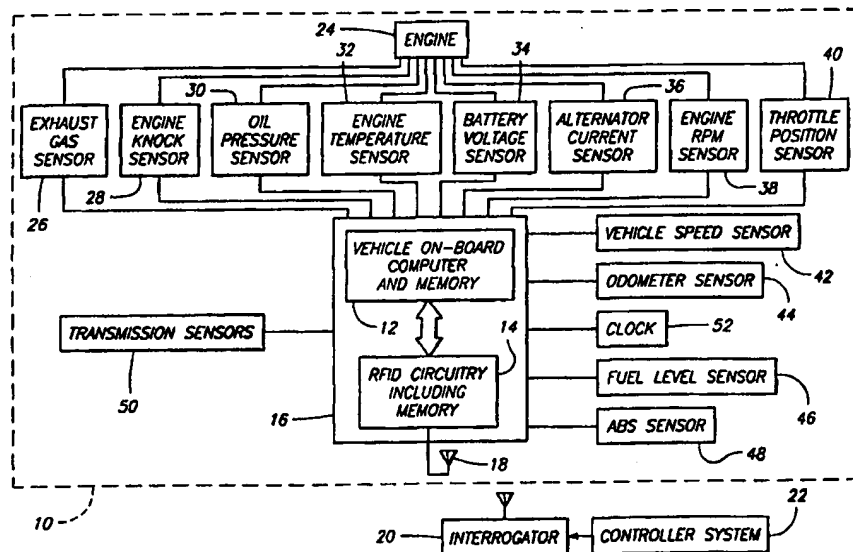 24
ENGINE
32
34
40
30
36
EXHAUST
GAS
SENSOR
ENGINE
KNOCK
SENSOR
OIL
PRESSURE
SENSOR
ENGINE
TEMPERATURE
SENSOR
BATTERY
VOLTAGE
SENSOR
ALTERNATOR
CURRENT
SENSOR
ENGINE
RPM
SENSOR
THROTTLE
POSITION
SENSOR
26
28
38
VEHICLE ON-BOARD
COMPUTER
AND MEMORY
VEHICLE SPEED SENSOR
42
ODOMETER SENSOR
44
12
14
TRANSMISSION SENSORS
50
CLOCK
52
RFID CIRCUITRY
INCLUDING
MEMORY
FUEL LEVEL SENSOR
46
16
ABS SENSOR
48
18
10
20
INTERROGATOR
CONTROLLER SYSTEM
22